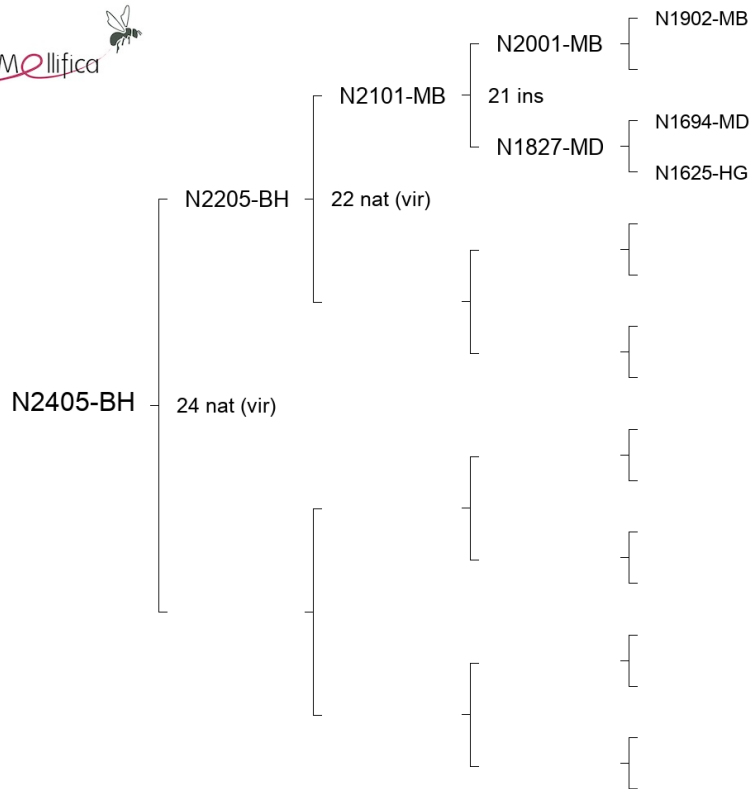 Mellifica
N1902-MB
N2001-MB
N2101-MB
21 ins
N1694-MD
N1827-MD
N1625-HG
N2205-BH
22 nat (vir)
N2405-BH
24 nat (vir)